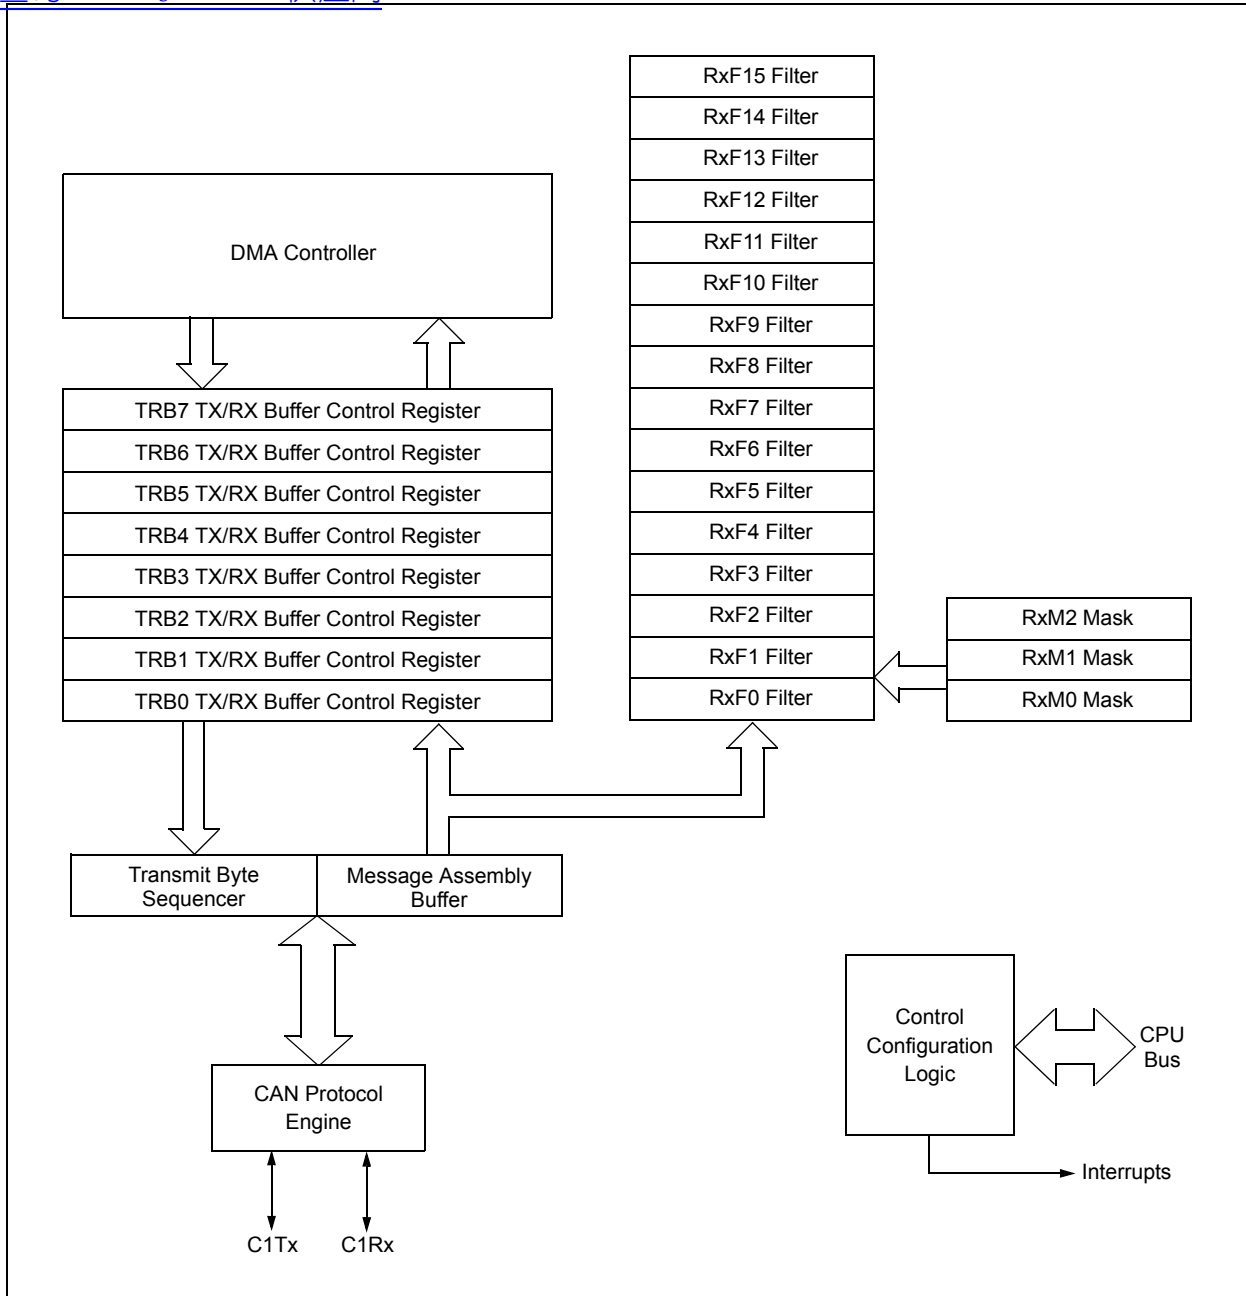 RxF15 Filter
RxF14 Filter
RxF13 Filter
RxF12 Filter
RxF11 Filter
RxF10 Filter
RxF9 Filter
RxF8 Filter
RxF7 Filter
RxF6 Filter
RxF5 Filter
RxF4 Filter
RxF3 Filter
RxF2 Filter
RxF1 Filter
RxF0 Filter
DMA Controller
TRB7 TX/RX Buffer Control Register
TRB6 TX/RX Buffer Control Register
TRB5 TX/RX Buffer Control Register
TRB4 TX/RX Buffer Control Register
TRB3 TX/RX Buffer Control Register
TRB2 TX/RX Buffer Control Register
TRB1 TX/RX Buffer Control Register
TRB0 TX/RX Buffer Control Register
RxM2 Mask
RxM1 Mask
RxM0 Mask
Transmit Byte
Sequencer
Message Assembly
Buffer
CAN Protocol
Engine
C1Tx
C1Rx
Control
Configuration
Logic
CPU
Bus
Interrupts